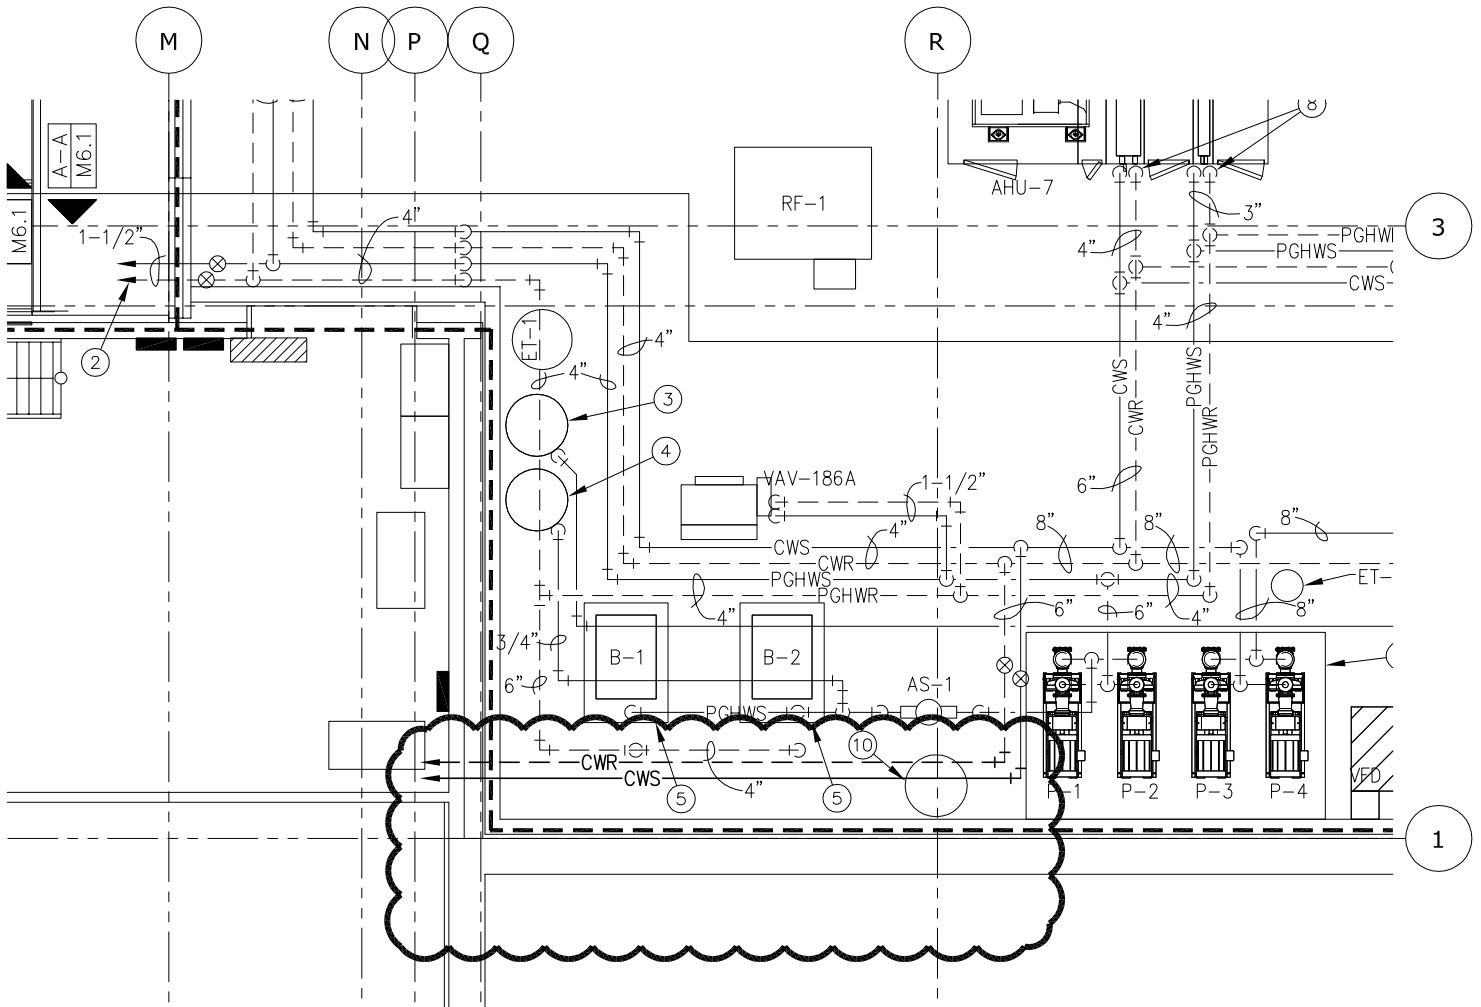 M
N
P
Q
R
A-A
M6.1
M6.1
8
AHU-7
RF-1
3
1-1/2"
4"
3"
4"
PGHWS
CWS
2
ET-1
4"
4"
4"
3
4
CWS
CWR
PGHWS
PGHWR
VAV-186A
1-1/2"
6"
CWS
CWR
PGHWS
PGHWR
4"
8"
8"
8"
ET-
4"
6"
6"
4"
8"
3/4"
6"
B-1
B-2
AS-1
PGHWS
10
CWR
CWS
4"
5
5
P-1
P-2
P-3
P-4
VFD
1